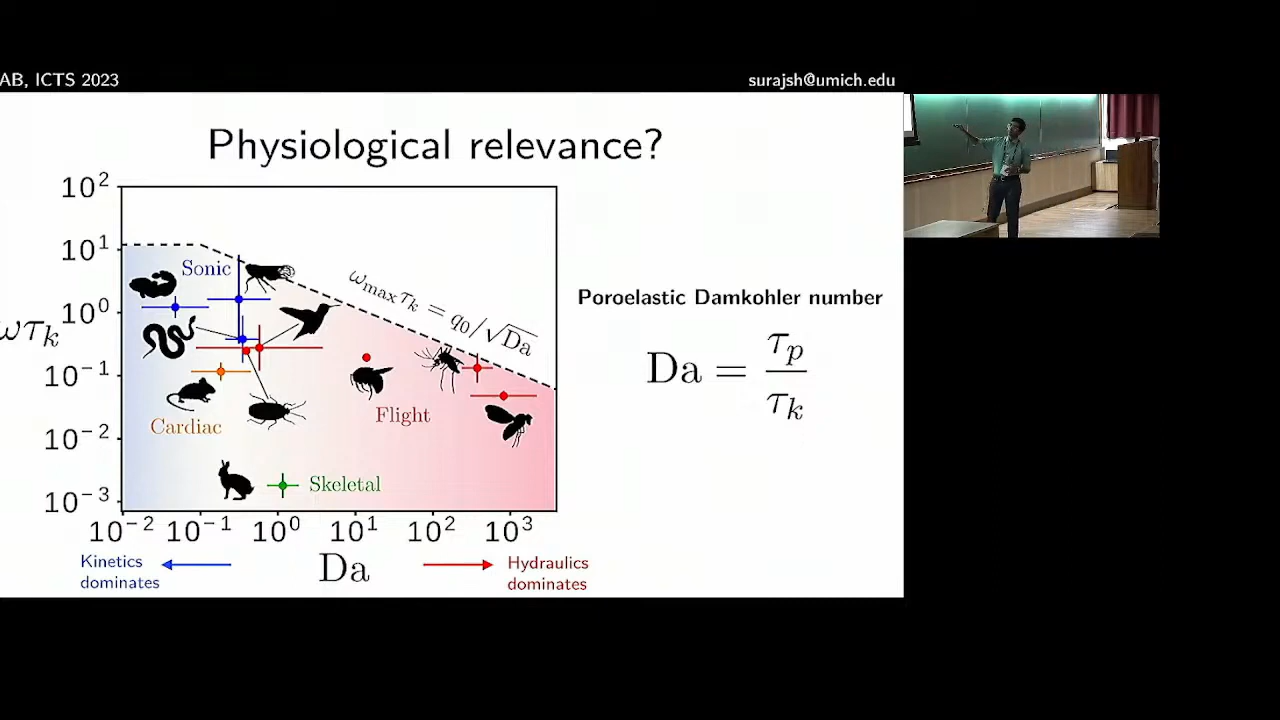 AB, ICTS 2023
surajsh@umich.edu
Physiological relevance?
10^2
10^1
10^0
10^-1
10^-2
10^-3
ωτ_k
Sonic
ω_max τ_k = q_0/√Da
Cardiac
Flight
Skeletal
10^-2 10^-1 10^0 10^1 10^2 10^3
Kinetics
dominates
Da
Hydraulics
dominates
Poroelastic Damkohler number
Da = τ_p/τ_k